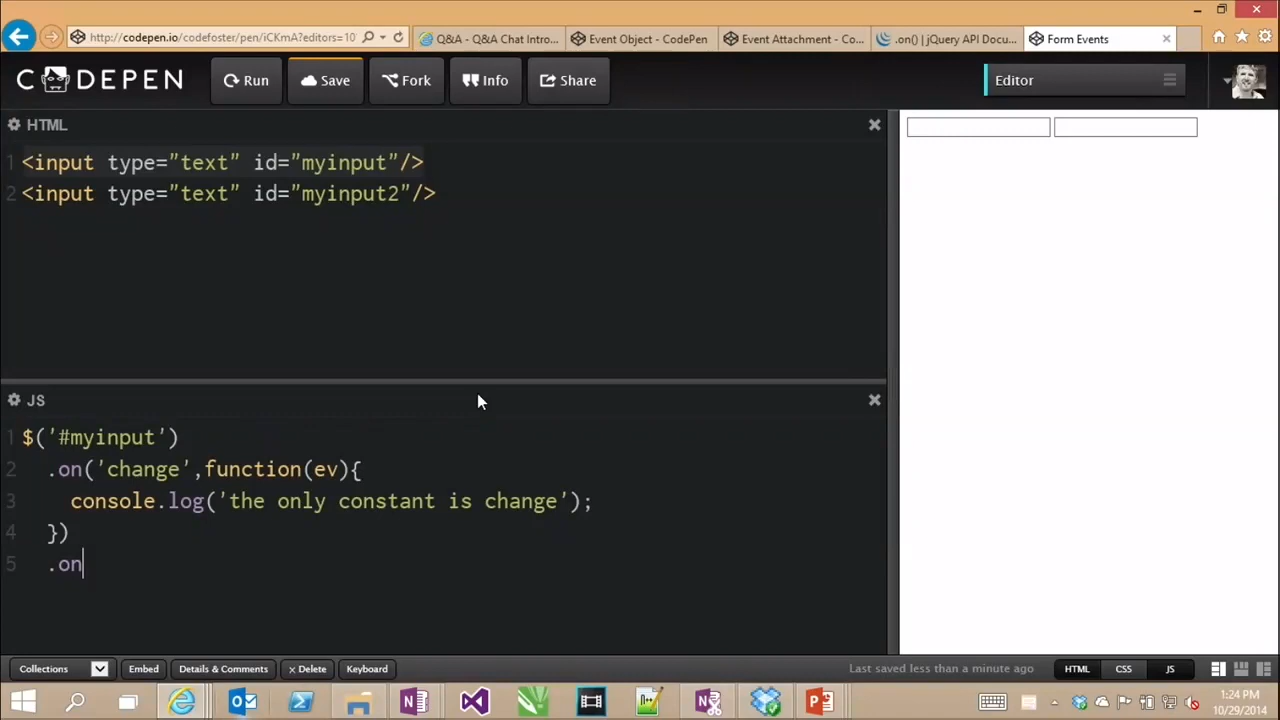 http://codepen.io/codefoster/pen/iCKmA?editors=10
Q&A - Q&A Chat Intro...
Event Object - CodePen
Event Attachment - Co...
.on() | jQuery API Docu...
Form Events
CODEPEN
Run
Save
Fork
Info
Share
Editor
HTML
1 <input type="text" id="myinput"/>
2 <input type="text" id="myinput2"/>
JS
1 $('#myinput')
2 .on('change',function(ev){
3 console.log('the only constant is change');
4 })
5 .on
Collections
Embed
Details & Comments
× Delete
Keyboard
Last saved less than a minute ago
HTML
CSS
JS
1:24 PM
10/29/2014